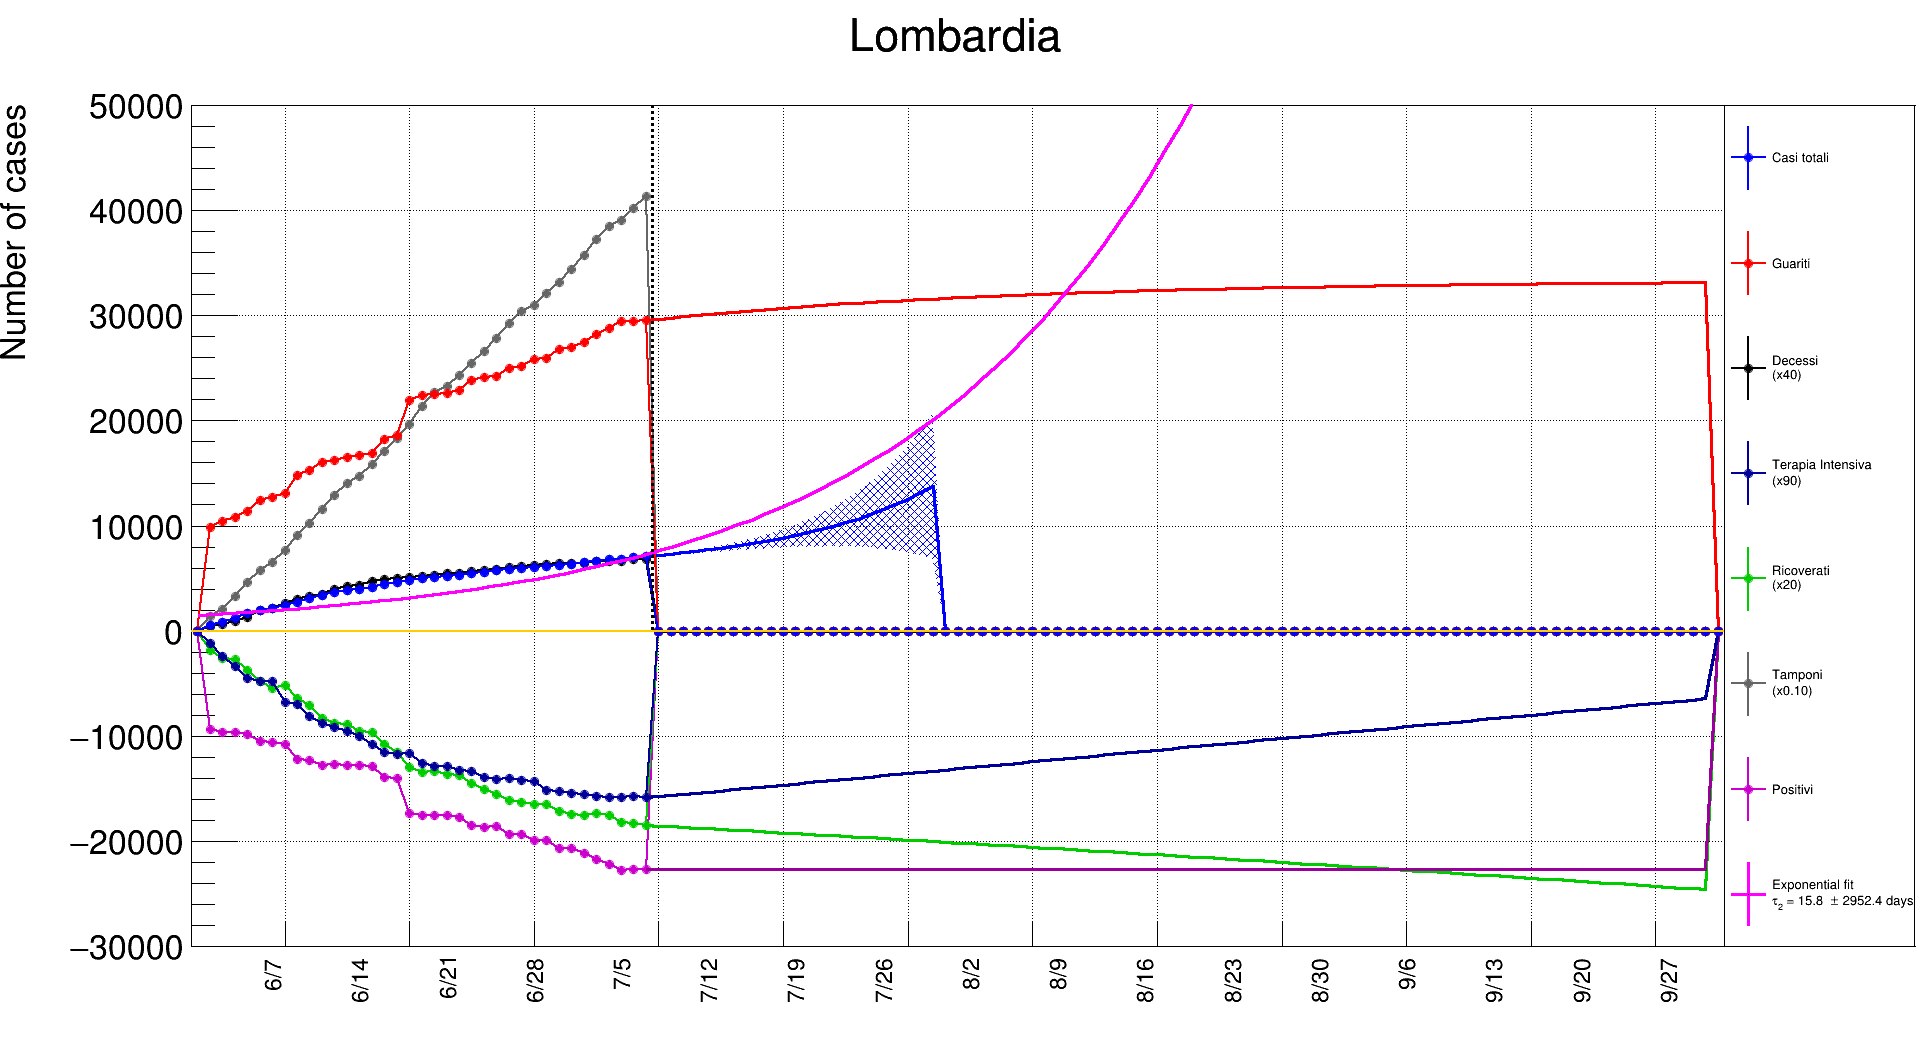 Lombardia
Number of cases
50000
40000
30000
20000
10000
0
−10000
−20000
−30000
6/7
6/14
6/21
6/28
7/5
7/12
7/19
7/26
8/2
8/9
8/16
8/23
8/30
9/6
9/13
9/20
9/27
Casi totali
Guariti
Decessi
(x40)
Terapia Intensiva
(x90)
Ricoverati
(x20)
Tamponi
(x0.10)
Positivi
Exponential fit
τ2 = 15.8 ± 2952.4 days